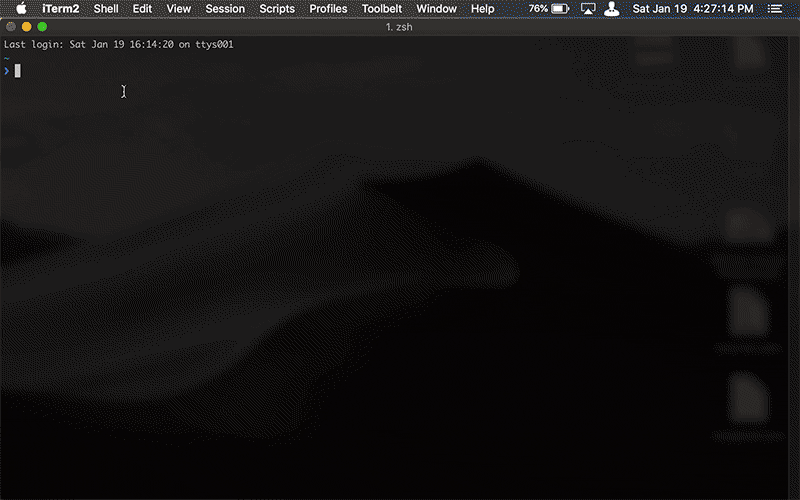 iTerm2 Shell Edit View Session Scripts Profiles Toolbelt Window Help 76% Sat Jan 19 4:27:14 PM
1. zsh
Last login: Sat Jan 19 16:14:20 on ttys001
~
❯